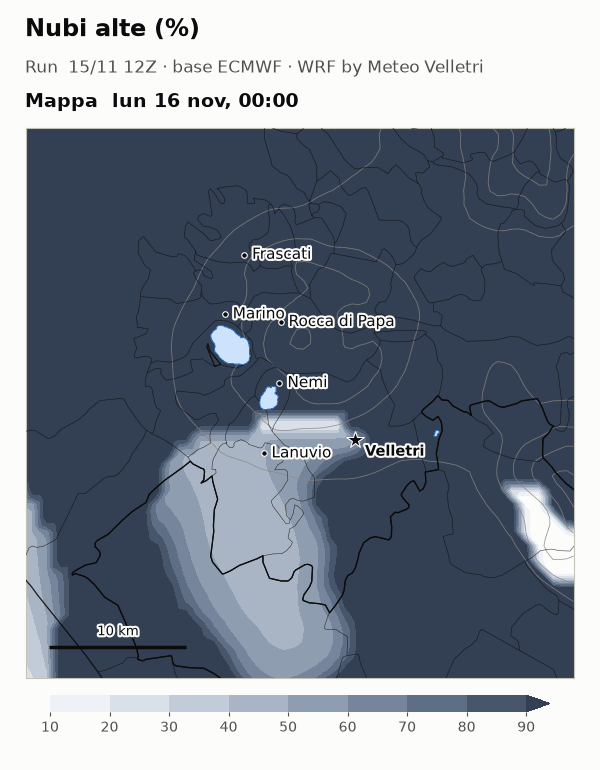 Nubi alte (%)
Run  15/11 12Z · base ECMWF · WRF by Meteo Velletri
Mappa  lun 16 nov, 00:00
Frascati
Marino
Rocca di Papa
Nemi
Velletri
Lanuvio
10 km
10 20 30 40 50 60 70 80 90